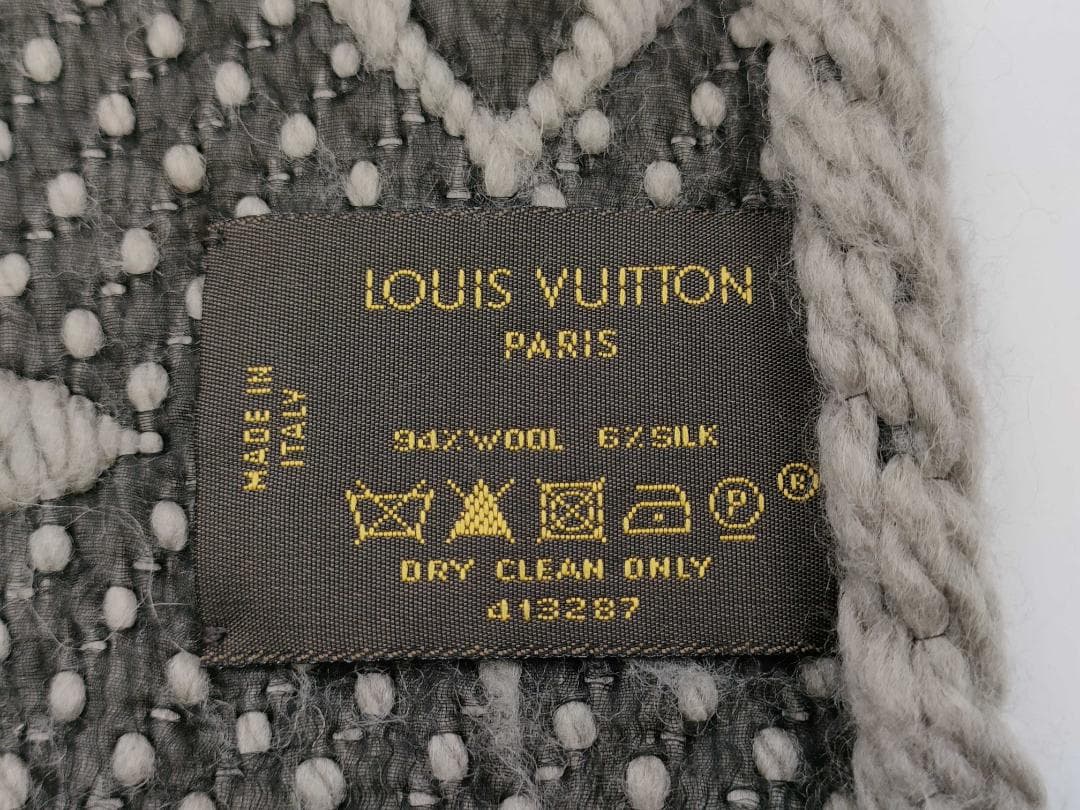 LOUIS VUITTON
PARIS
MADE IN
ITALY
94% WOOL 6% SILK
P
®
DRY CLEAN ONLY
413287